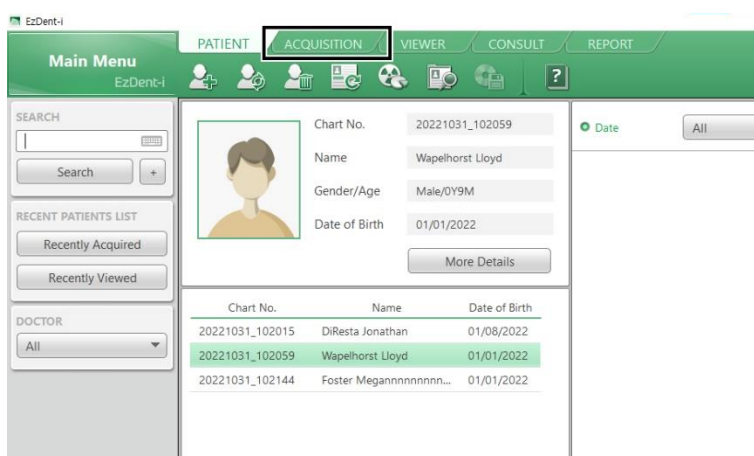 EzDent-i
Main Menu
EzDent-i
PATIENT ACQUISITION VIEWER CONSULT REPORT
?
SEARCH
Search +
RECENT PATIENTS LIST
Recently Acquired
Recently Viewed
DOCTOR
All
Chart No. 20221031_102059
Name Wapelhorst Lloyd
Gender/Age Male/0Y9M
Date of Birth 01/01/2022
More Details
Chart No. Name Date of Birth
20221031_102015 DiResta Jonathan 01/08/2022
20221031_102059 Wapelhorst Lloyd 01/01/2022
20221031_102144 Foster Megannnnnnnnn... 01/01/2022
Date All